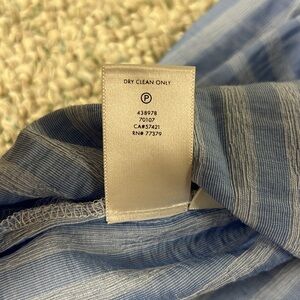 DRY CLEAN ONLY
P
438978
70107
CA#57421
RN# 77379